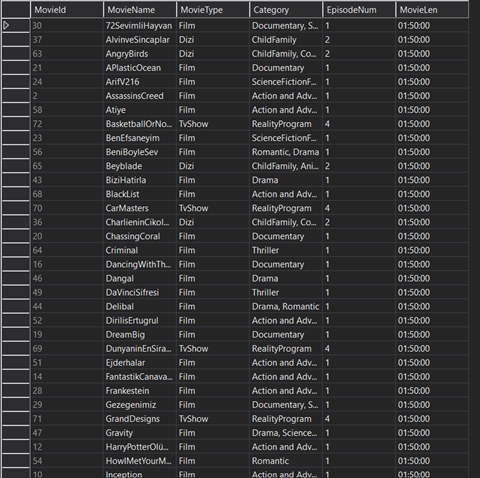 MovieId MovieName MovieType Category EpisodeNum MovieLen
30 72SevimliHayvan Film Documentary, S... 1 01:50:00
37 AlvinveSincaplar Dizi ChildFamily 2 01:50:00
63 AngryBirds Dizi ChildFamily, Co... 2 01:50:00
21 APlasticOcean Film Documentary 1 01:50:00
24 ArifV216 Film ScienceFictionF... 1 01:50:00
2 AssassinsCreed Film Action and Adv... 1 01:50:00
58 Atiye Film Action and Adv... 1 01:50:00
72 BasketballOrNo... TvShow RealityProgram 4 01:50:00
23 BenEfsaneyim Film ScienceFictionF... 1 01:50:00
56 BeniBoyleSev Film Romantic, Drama 1 01:50:00
65 Beyblade Dizi ChildFamily, Ani... 2 01:50:00
43 BiziHatirla Film Drama 1 01:50:00
68 BlackList Film Action and Adv... 1 01:50:00
70 CarMasters TvShow RealityProgram 4 01:50:00
36 CharlieninCikol... Dizi ChildFamily, Co... 2 01:50:00
20 ChassingCoral Film Documentary 1 01:50:00
64 Criminal Film Thriller 1 01:50:00
16 DancingWithTh... Film Documentary 1 01:50:00
46 Dangal Film Drama 1 01:50:00
49 DaVinciSifresi Film Thriller 1 01:50:00
44 Delibal Film Drama, Romantic 1 01:50:00
52 DirilisErtugrul Film Action and Adv... 1 01:50:00
19 DreamBig Film Documentary 1 01:50:00
69 DunyaninEnSira... TvShow RealityProgram 4 01:50:00
51 Ejderhalar Film Action and Adv... 1 01:50:00
14 FantastikCanava... Film Action and Adv... 1 01:50:00
28 Frankestein Film Action and Adv... 1 01:50:00
29 Gezegenimiz Film Documentary, S... 1 01:50:00
71 GrandDesigns TvShow RealityProgram 4 01:50:00
47 Gravity Film Drama, Science... 1 01:50:00
12 HarryPotterOlü... Film Action and Adv... 1 01:50:00
54 HowIMetYourM... Film Romantic 1 01:50:00
10 Inception Film Action and Adv... 1 01:50:00